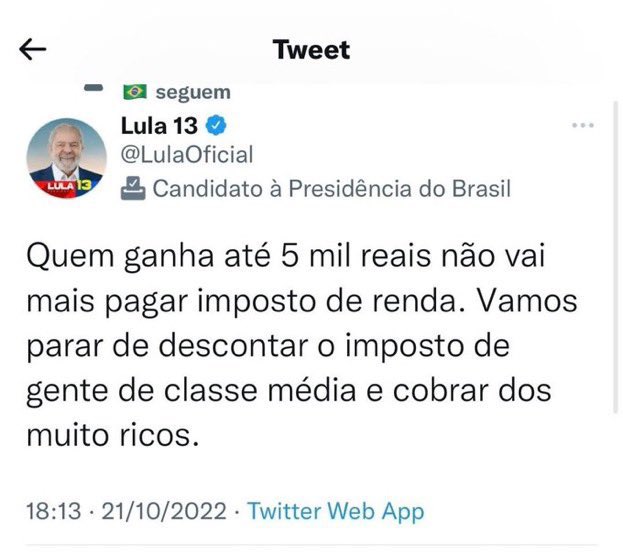 Tweet
seguem
Lula 13
@LulaOficial
Candidato à Presidência do Brasil
LULA 13
Quem ganha até 5 mil reais não vai
mais pagar imposto de renda. Vamos
parar de descontar o imposto de
gente de classe média e cobrar dos
muito ricos.
18:13 · 21/10/2022 · Twitter Web App